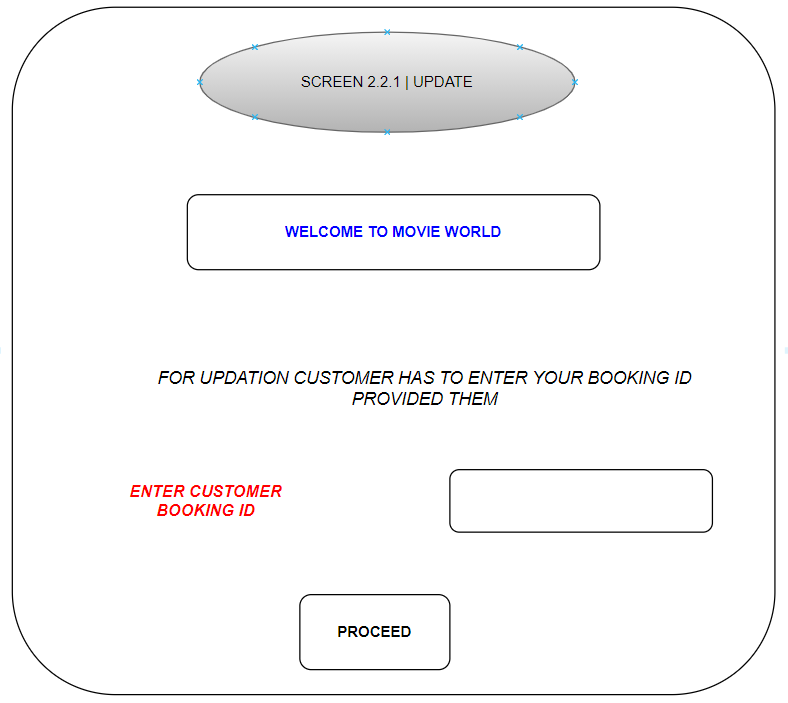 SCREEN 2.2.1 | UPDATE
WELCOME TO MOVIE WORLD
FOR UPDATION CUSTOMER HAS TO ENTER YOUR BOOKING ID
PROVIDED THEM
ENTER CUSTOMER
BOOKING ID
PROCEED